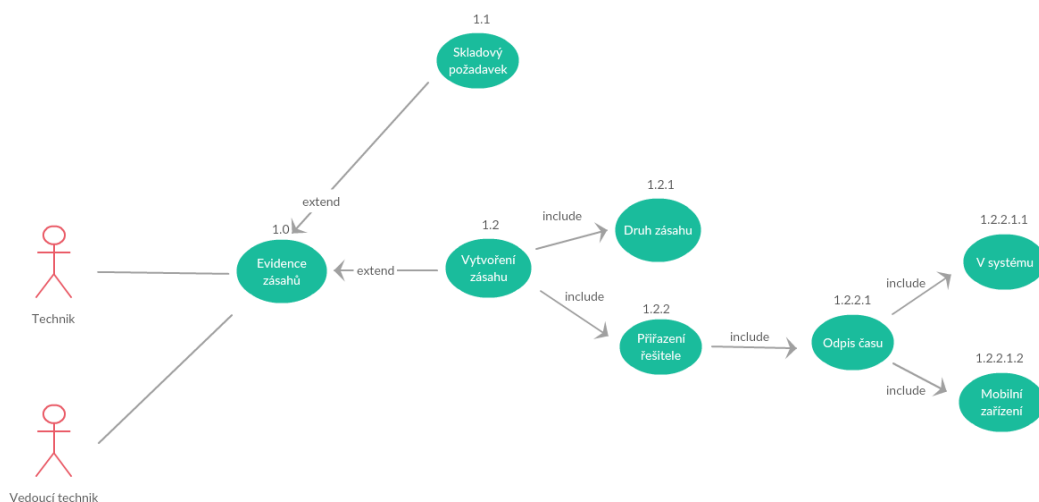 1.1
Skladový
požadavek
extend
1.0
Evidence
zásahů
extend
1.2
Vytvoření
zásahu
include
1.2.1
Druh zásahu
include
1.2.2
Přiřazení
řešitele
include
1.2.2.1
Odpis času
include
1.2.2.1.1
V systému
include
1.2.2.1.2
Mobilní
zařízení
Technik
Vedoucí technik